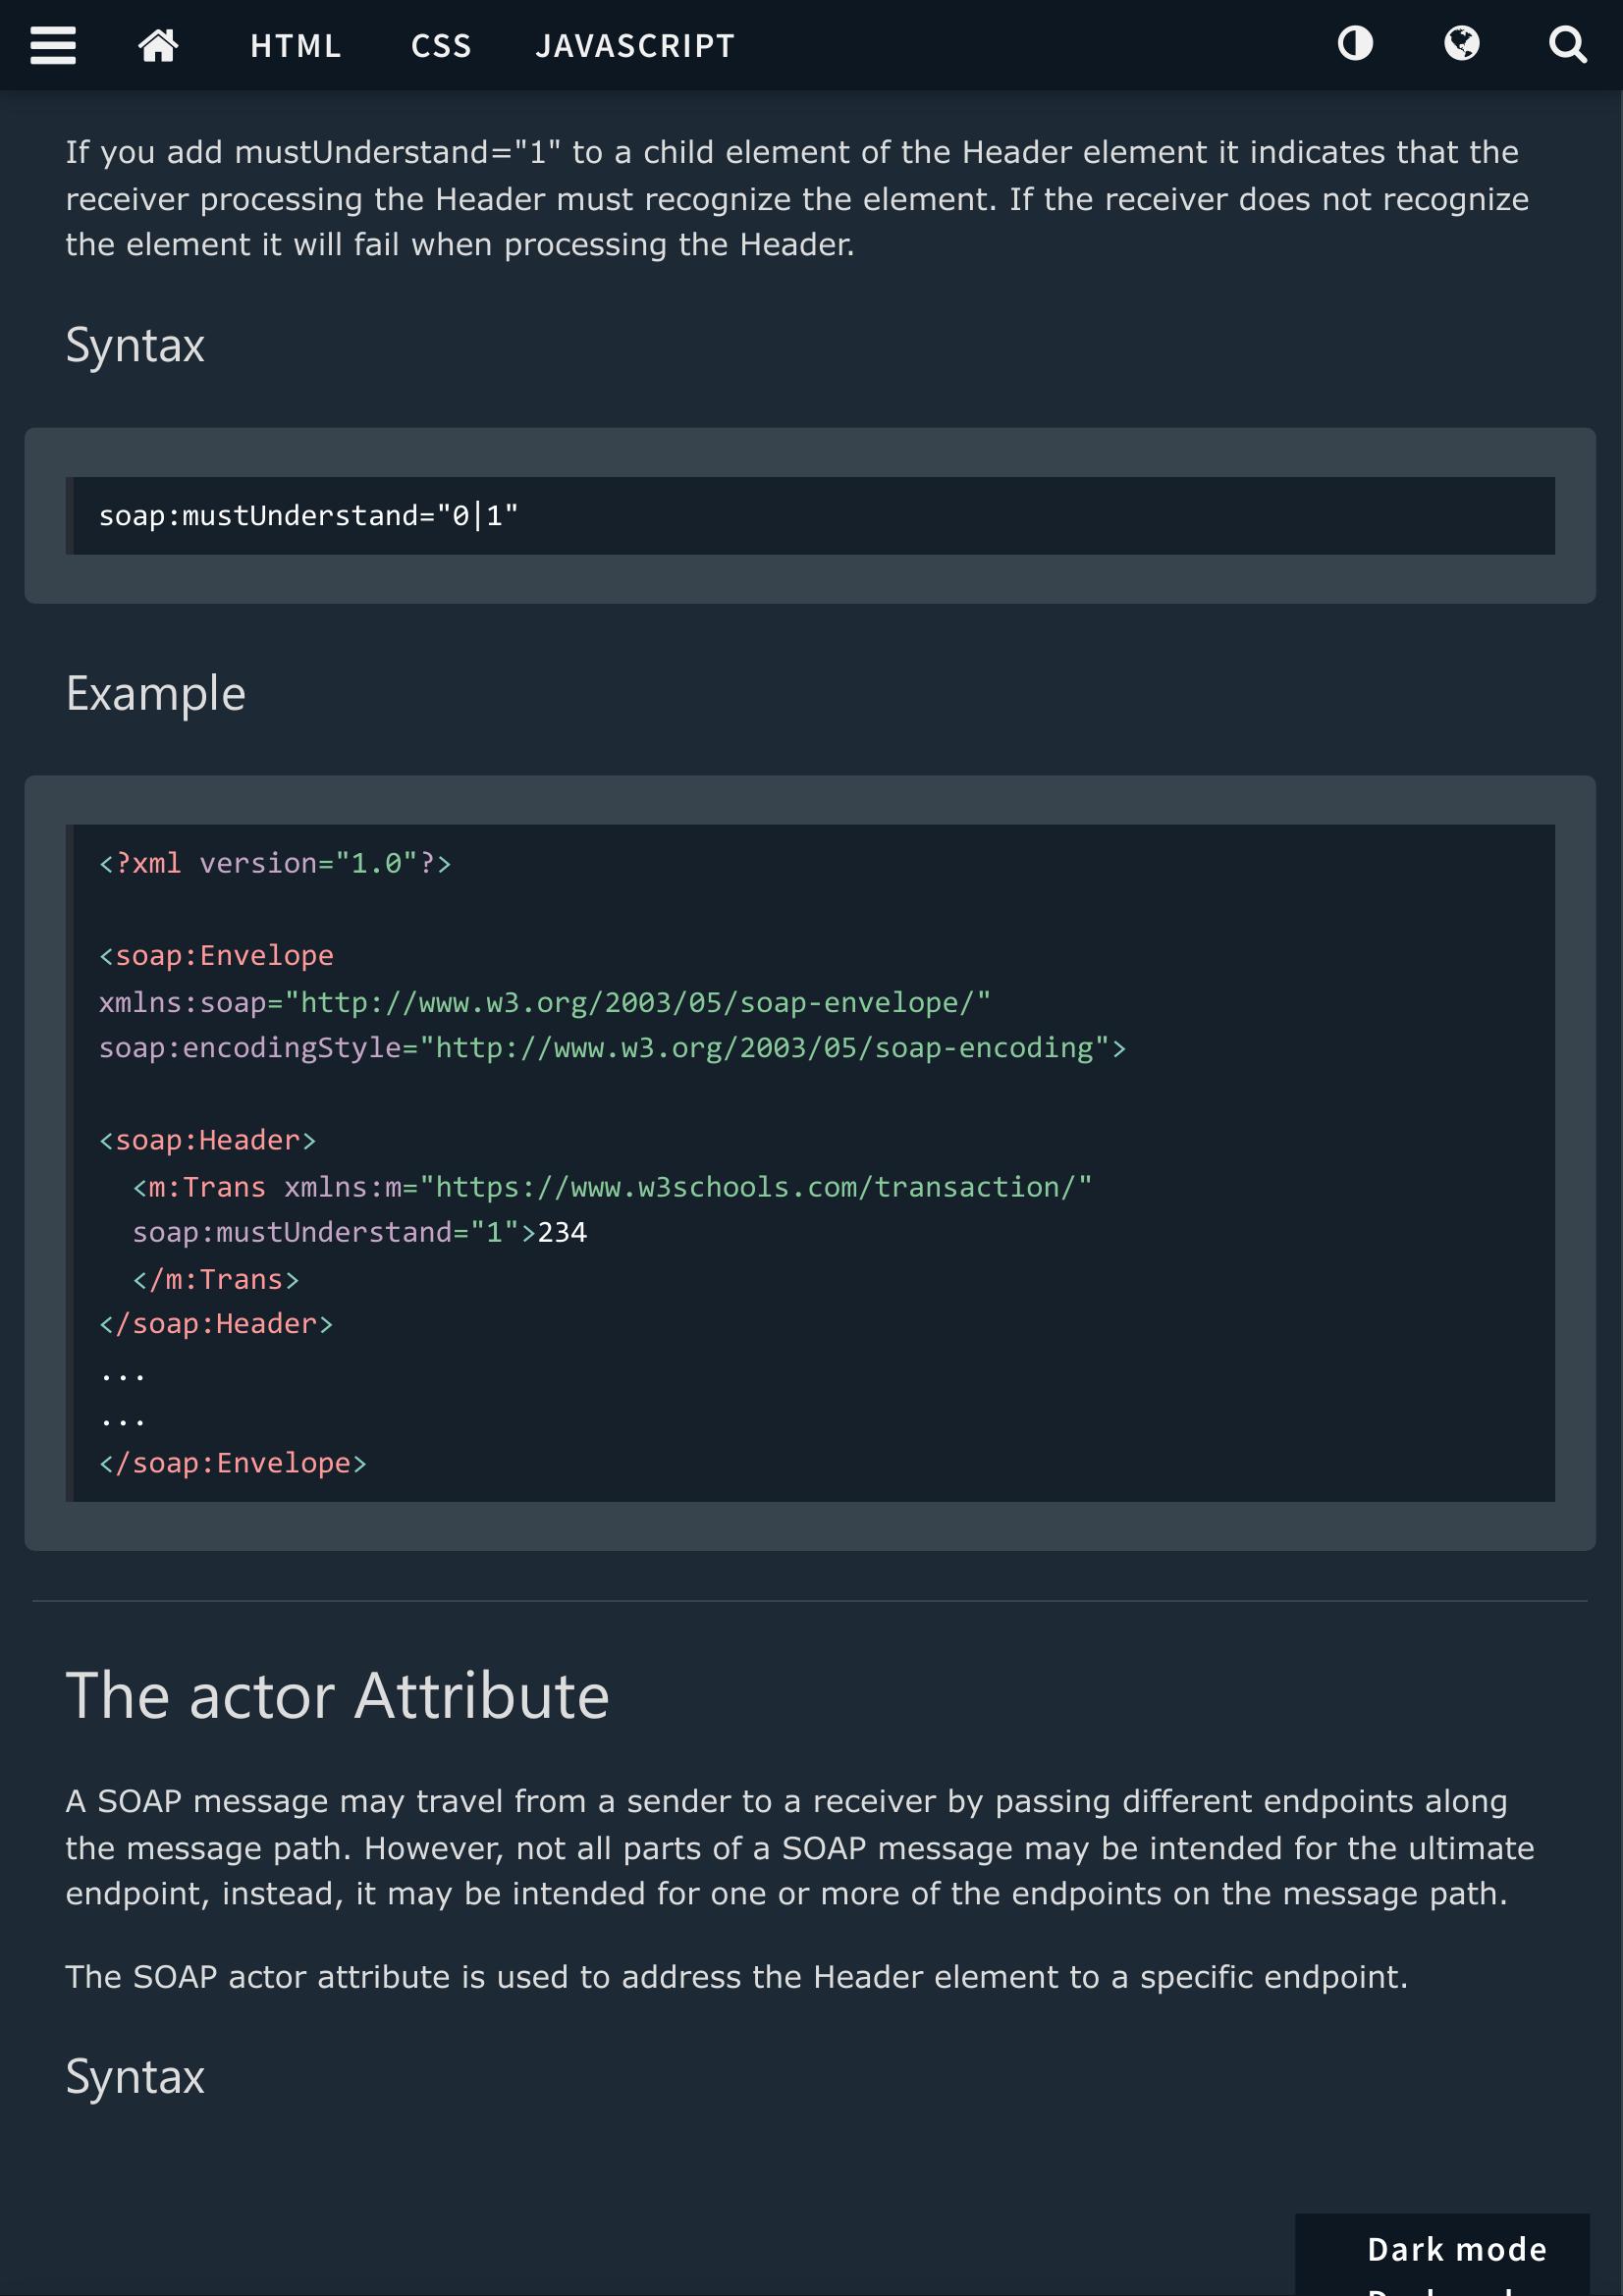 HTML CSS JAVASCRIPT
If you add mustUnderstand="1" to a child element of the Header element it indicates that the
receiver processing the Header must recognize the element. If the receiver does not recognize
the element it will fail when processing the Header.
Syntax
soap:mustUnderstand="0|1"
Example
<?xml version="1.0"?>
<soap:Envelope
xmlns:soap="http://www.w3.org/2003/05/soap-envelope/"
soap:encodingStyle="http://www.w3.org/2003/05/soap-encoding">
<soap:Header>
  <m:Trans xmlns:m="https://www.w3schools.com/transaction/"
  soap:mustUnderstand="1">234
  </m:Trans>
</soap:Header>
...
...
</soap:Envelope>
The actor Attribute
A SOAP message may travel from a sender to a receiver by passing different endpoints along
the message path. However, not all parts of a SOAP message may be intended for the ultimate
endpoint, instead, it may be intended for one or more of the endpoints on the message path.
The SOAP actor attribute is used to address the Header element to a specific endpoint.
Syntax
Dark mode